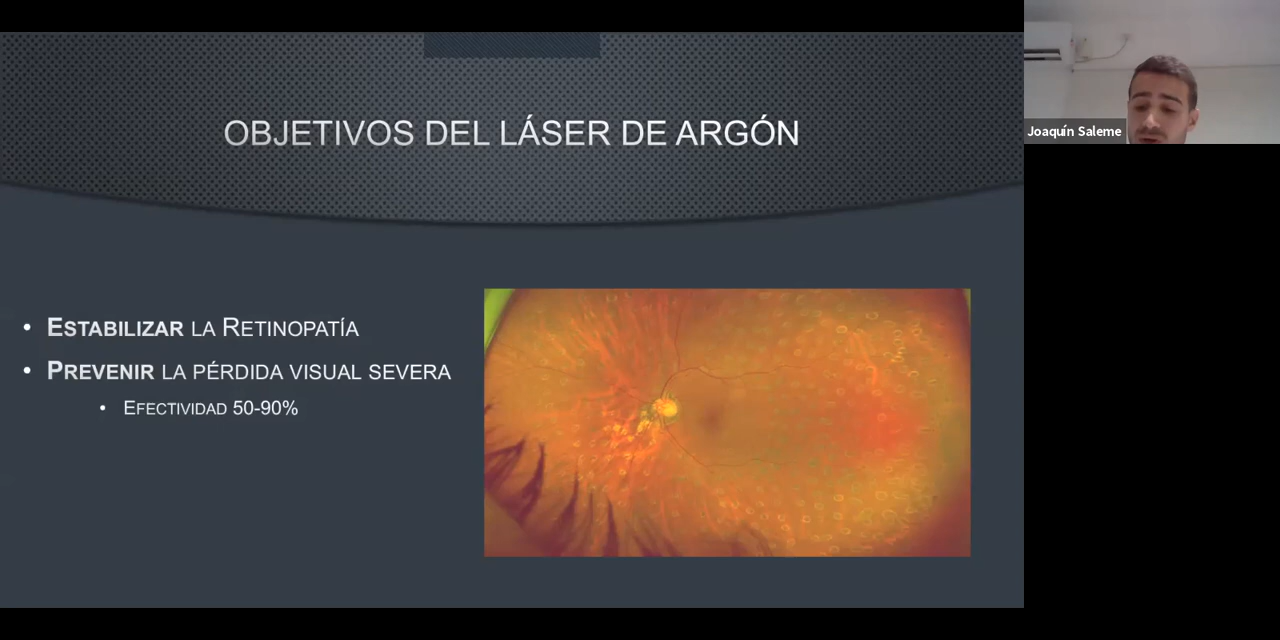 OBJETIVOS DEL LÁSER DE ARGÓN
• ESTABILIZAR LA RETINOPATÍA
• PREVENIR LA PÉRDIDA VISUAL SEVERA
• EFECTIVIDAD 50-90%
Joaquín Saleme